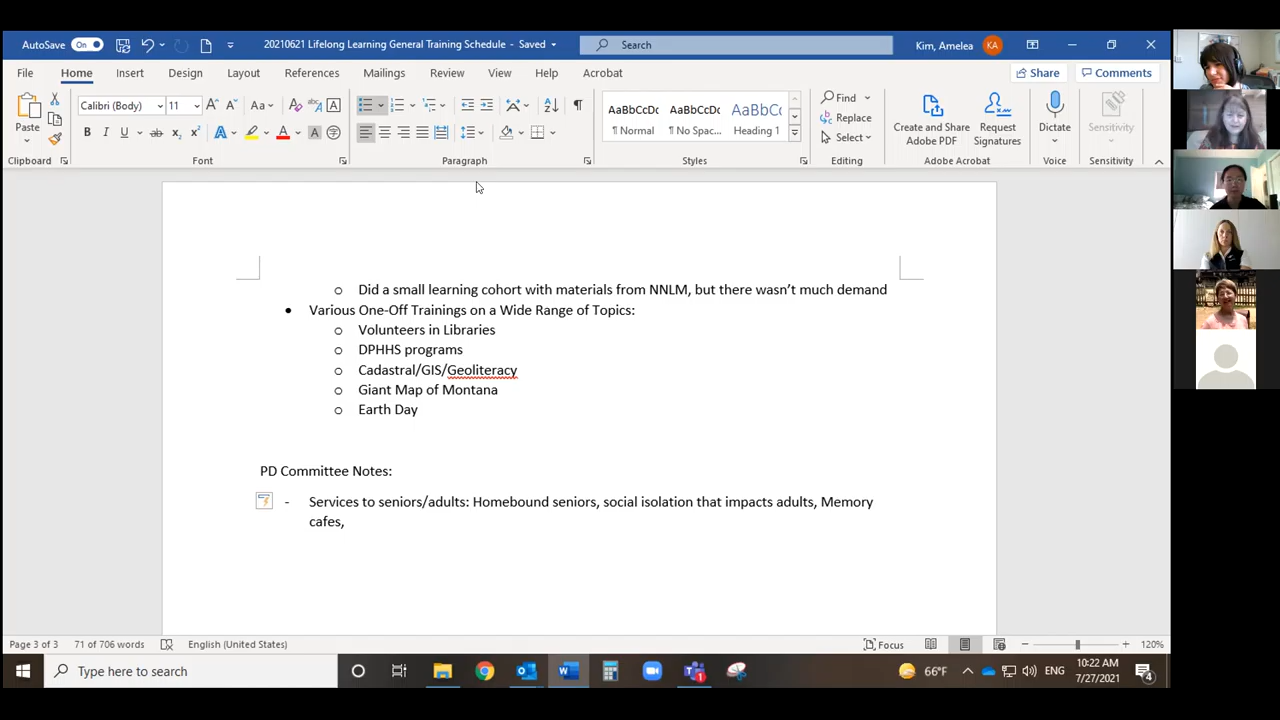 AutoSave On 20210621 Lifelong Learning General Training Schedule - Saved Search Kim, Amelea KA
File Home Insert Design Layout References Mailings Review View Help Acrobat Share Comments
Calibri (Body) 11 Aa A AaBbCcDc AaBbCcDc AaBbCc Find
Paste B I U ab x₂ x² A A A ¶ Normal ¶ No Spac... Heading 1 Replace
Select Create and Share Adobe PDF Request Signatures Dictate Sensitivity
Clipboard Font Paragraph Styles Editing Adobe Acrobat Voice Sensitivity
o Did a small learning cohort with materials from NNLM, but there wasn’t much demand
• Various One-Off Trainings on a Wide Range of Topics:
o Volunteers in Libraries
o DPHHS programs
o Cadastral/GIS/Geoliteracy
o Giant Map of Montana
o Earth Day
PD Committee Notes:
- Services to seniors/adults: Homebound seniors, social isolation that impacts adults, Memory
cafes,
Page 3 of 3 71 of 706 words English (United States) Focus 120%
Type here to search 66°F ENG 10:22 AM
7/27/2021 4